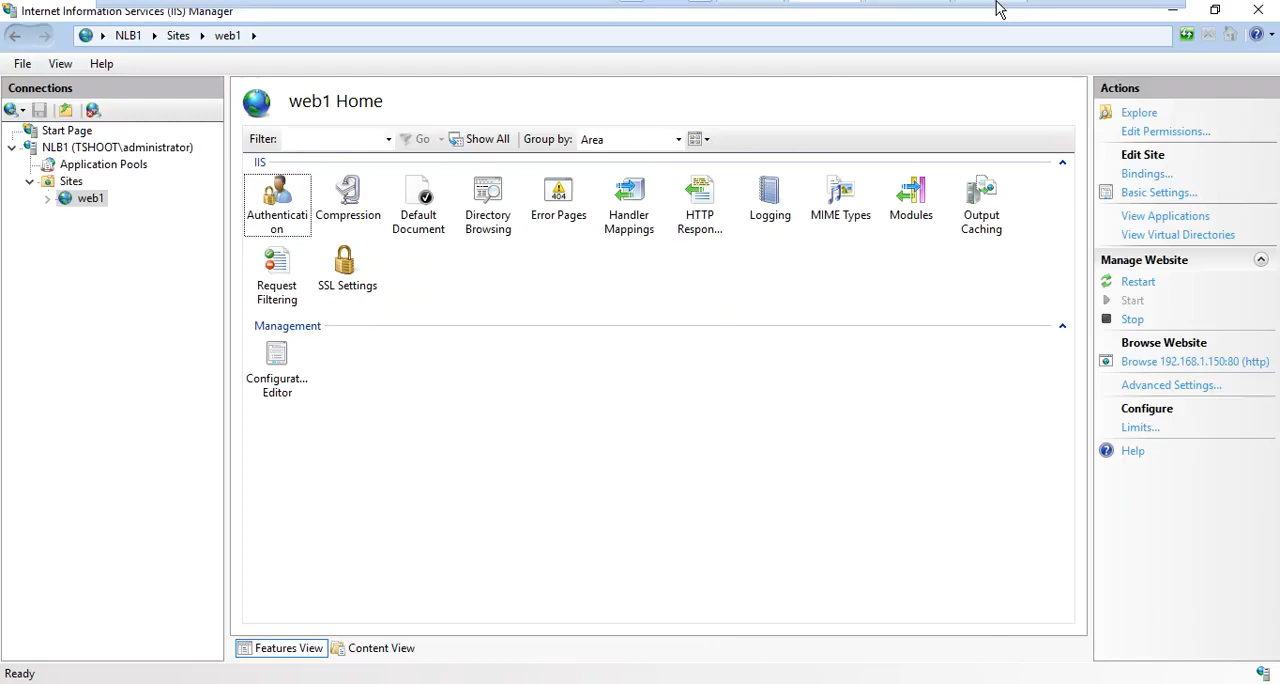 Internet Information Services (IIS) Manager
NLB1 Sites web1
File View Help
Connections
Start Page
NLB1 (TSHOOT\administrator)
Application Pools
Sites
web1
web1 Home
Filter: Go Show All Group by: Area
IIS
Authenticati
on
Compression
Default
Document
Directory
Browsing
Error Pages
404
Handler
Mappings
HTTP
Respon...
Logging
MIME Types
Modules
Output
Caching
Request
Filtering
SSL Settings
Management
Configurat...
Editor
Features View Content View
Actions
Explore
Edit Permissions...
Edit Site
Bindings...
Basic Settings...
View Applications
View Virtual Directories
Manage Website
Restart
Start
Stop
Browse Website
Browse 192.168.1.150:80 (http)
Advanced Settings...
Configure
Limits...
Help
Ready